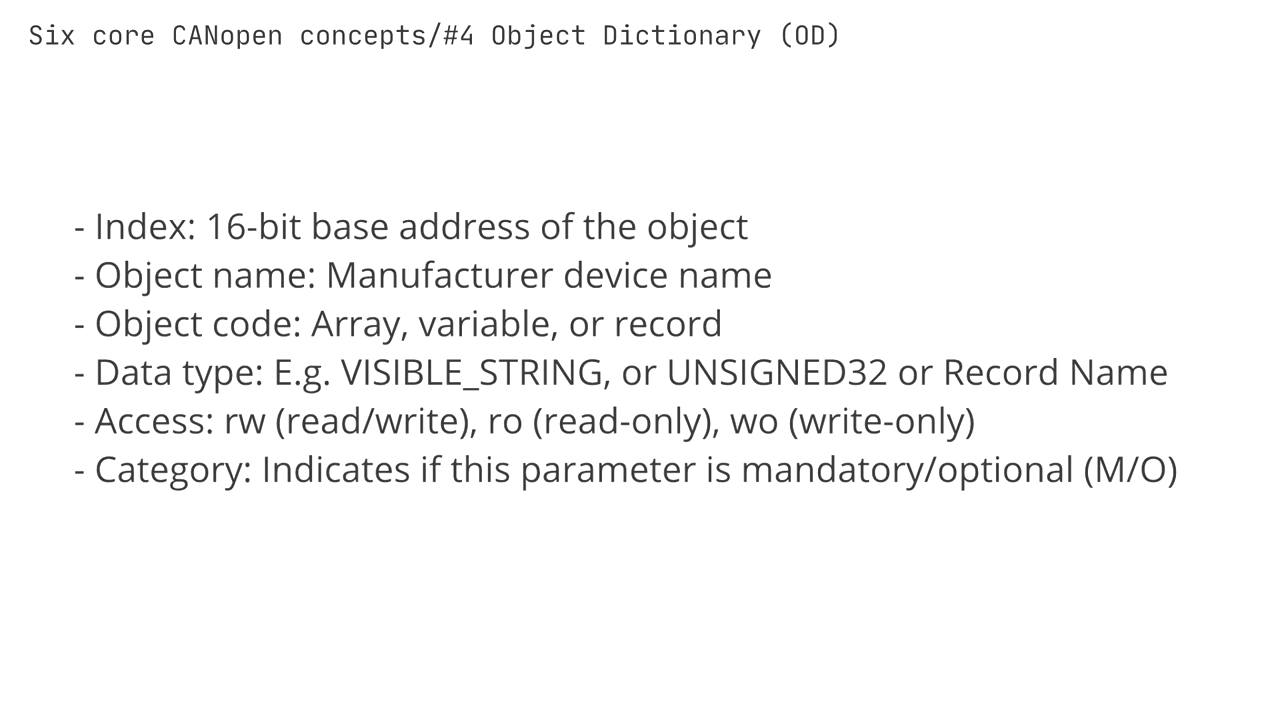 Six core CANopen concepts/#4 Object Dictionary (OD)
- Index: 16-bit base address of the object
- Object name: Manufacturer device name
- Object code: Array, variable, or record
- Data type: E.g. VISIBLE_STRING, or UNSIGNED32 or Record Name
- Access: rw (read/write), ro (read-only), wo (write-only)
- Category: Indicates if this parameter is mandatory/optional (M/O)